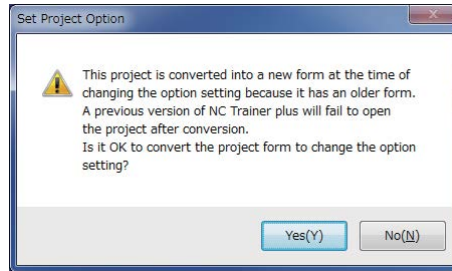 Set Project Option
This project is converted into a new form at the time of
changing the option setting because it has an older form.
A previous version of NC Trainer plus will fail to open
the project after conversion.
Is it OK to convert the project form to change the option
setting?
Yes(Y) No(N)